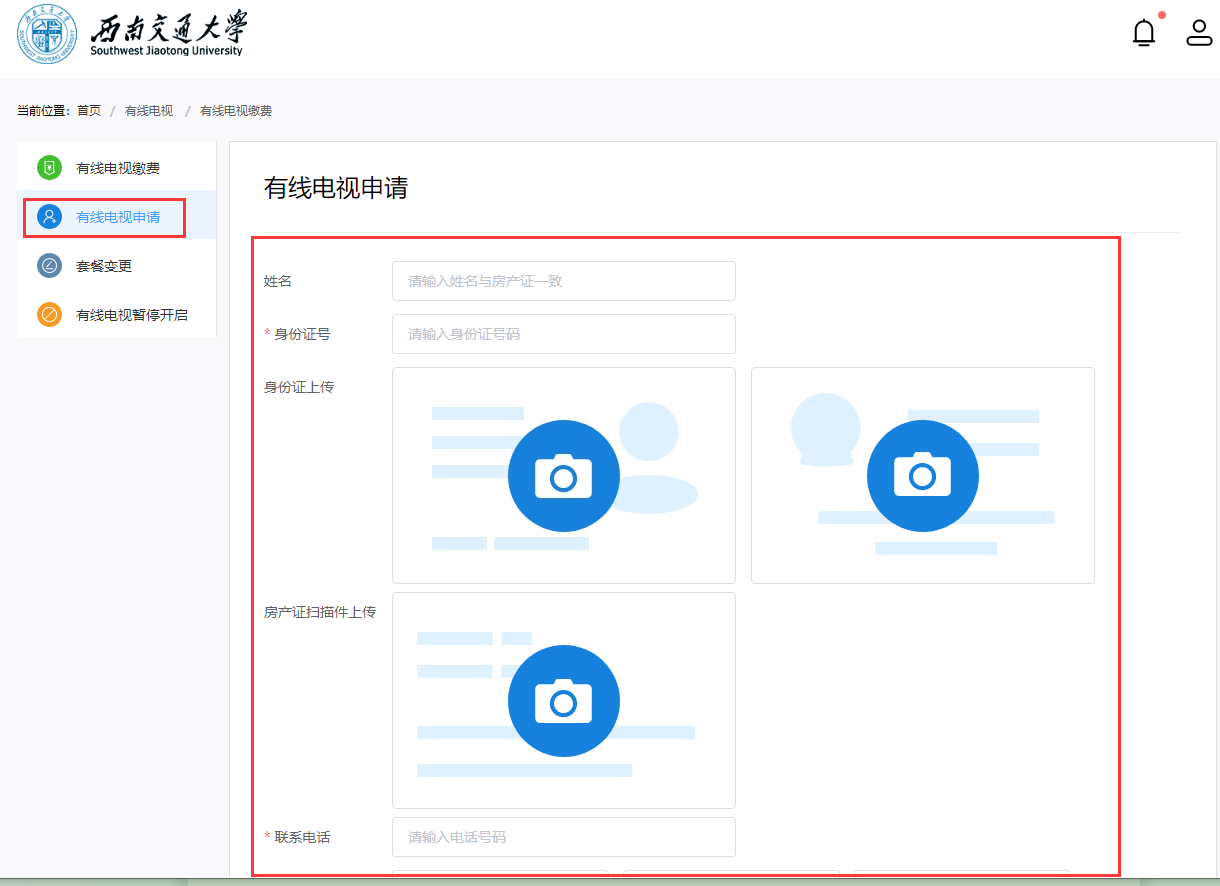 西南交通大学
Southwest Jiaotong University
当前位置： 首页 / 有线电视 / 有线电视缴费
有线电视缴费
有线电视申请
套餐变更
有线电视暂停开启
有线电视申请
姓名
请输入姓名与房产证一致
* 身份证号
请输入身份证号码
身份证上传
房产证扫描件上传
* 联系电话
请输入电话号码